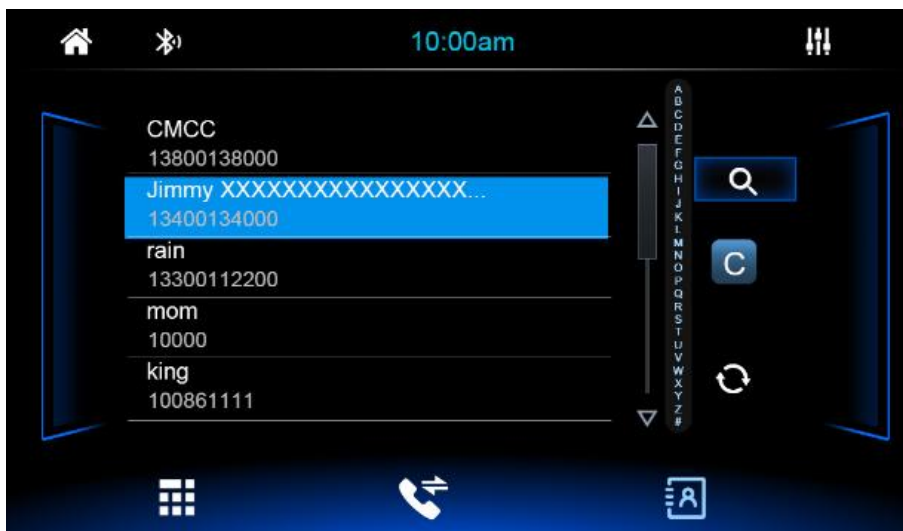 10:00am
CMCC
13800138000
Jimmy XXXXXXXXXXXXXXXX...
13400134000
rain
13300112200
mom
10000
king
100861111
A
B
C
D
E
F
G
H
I
J
K
L
M
N
O
P
Q
R
S
T
U
V
W
X
Y
Z
#
C